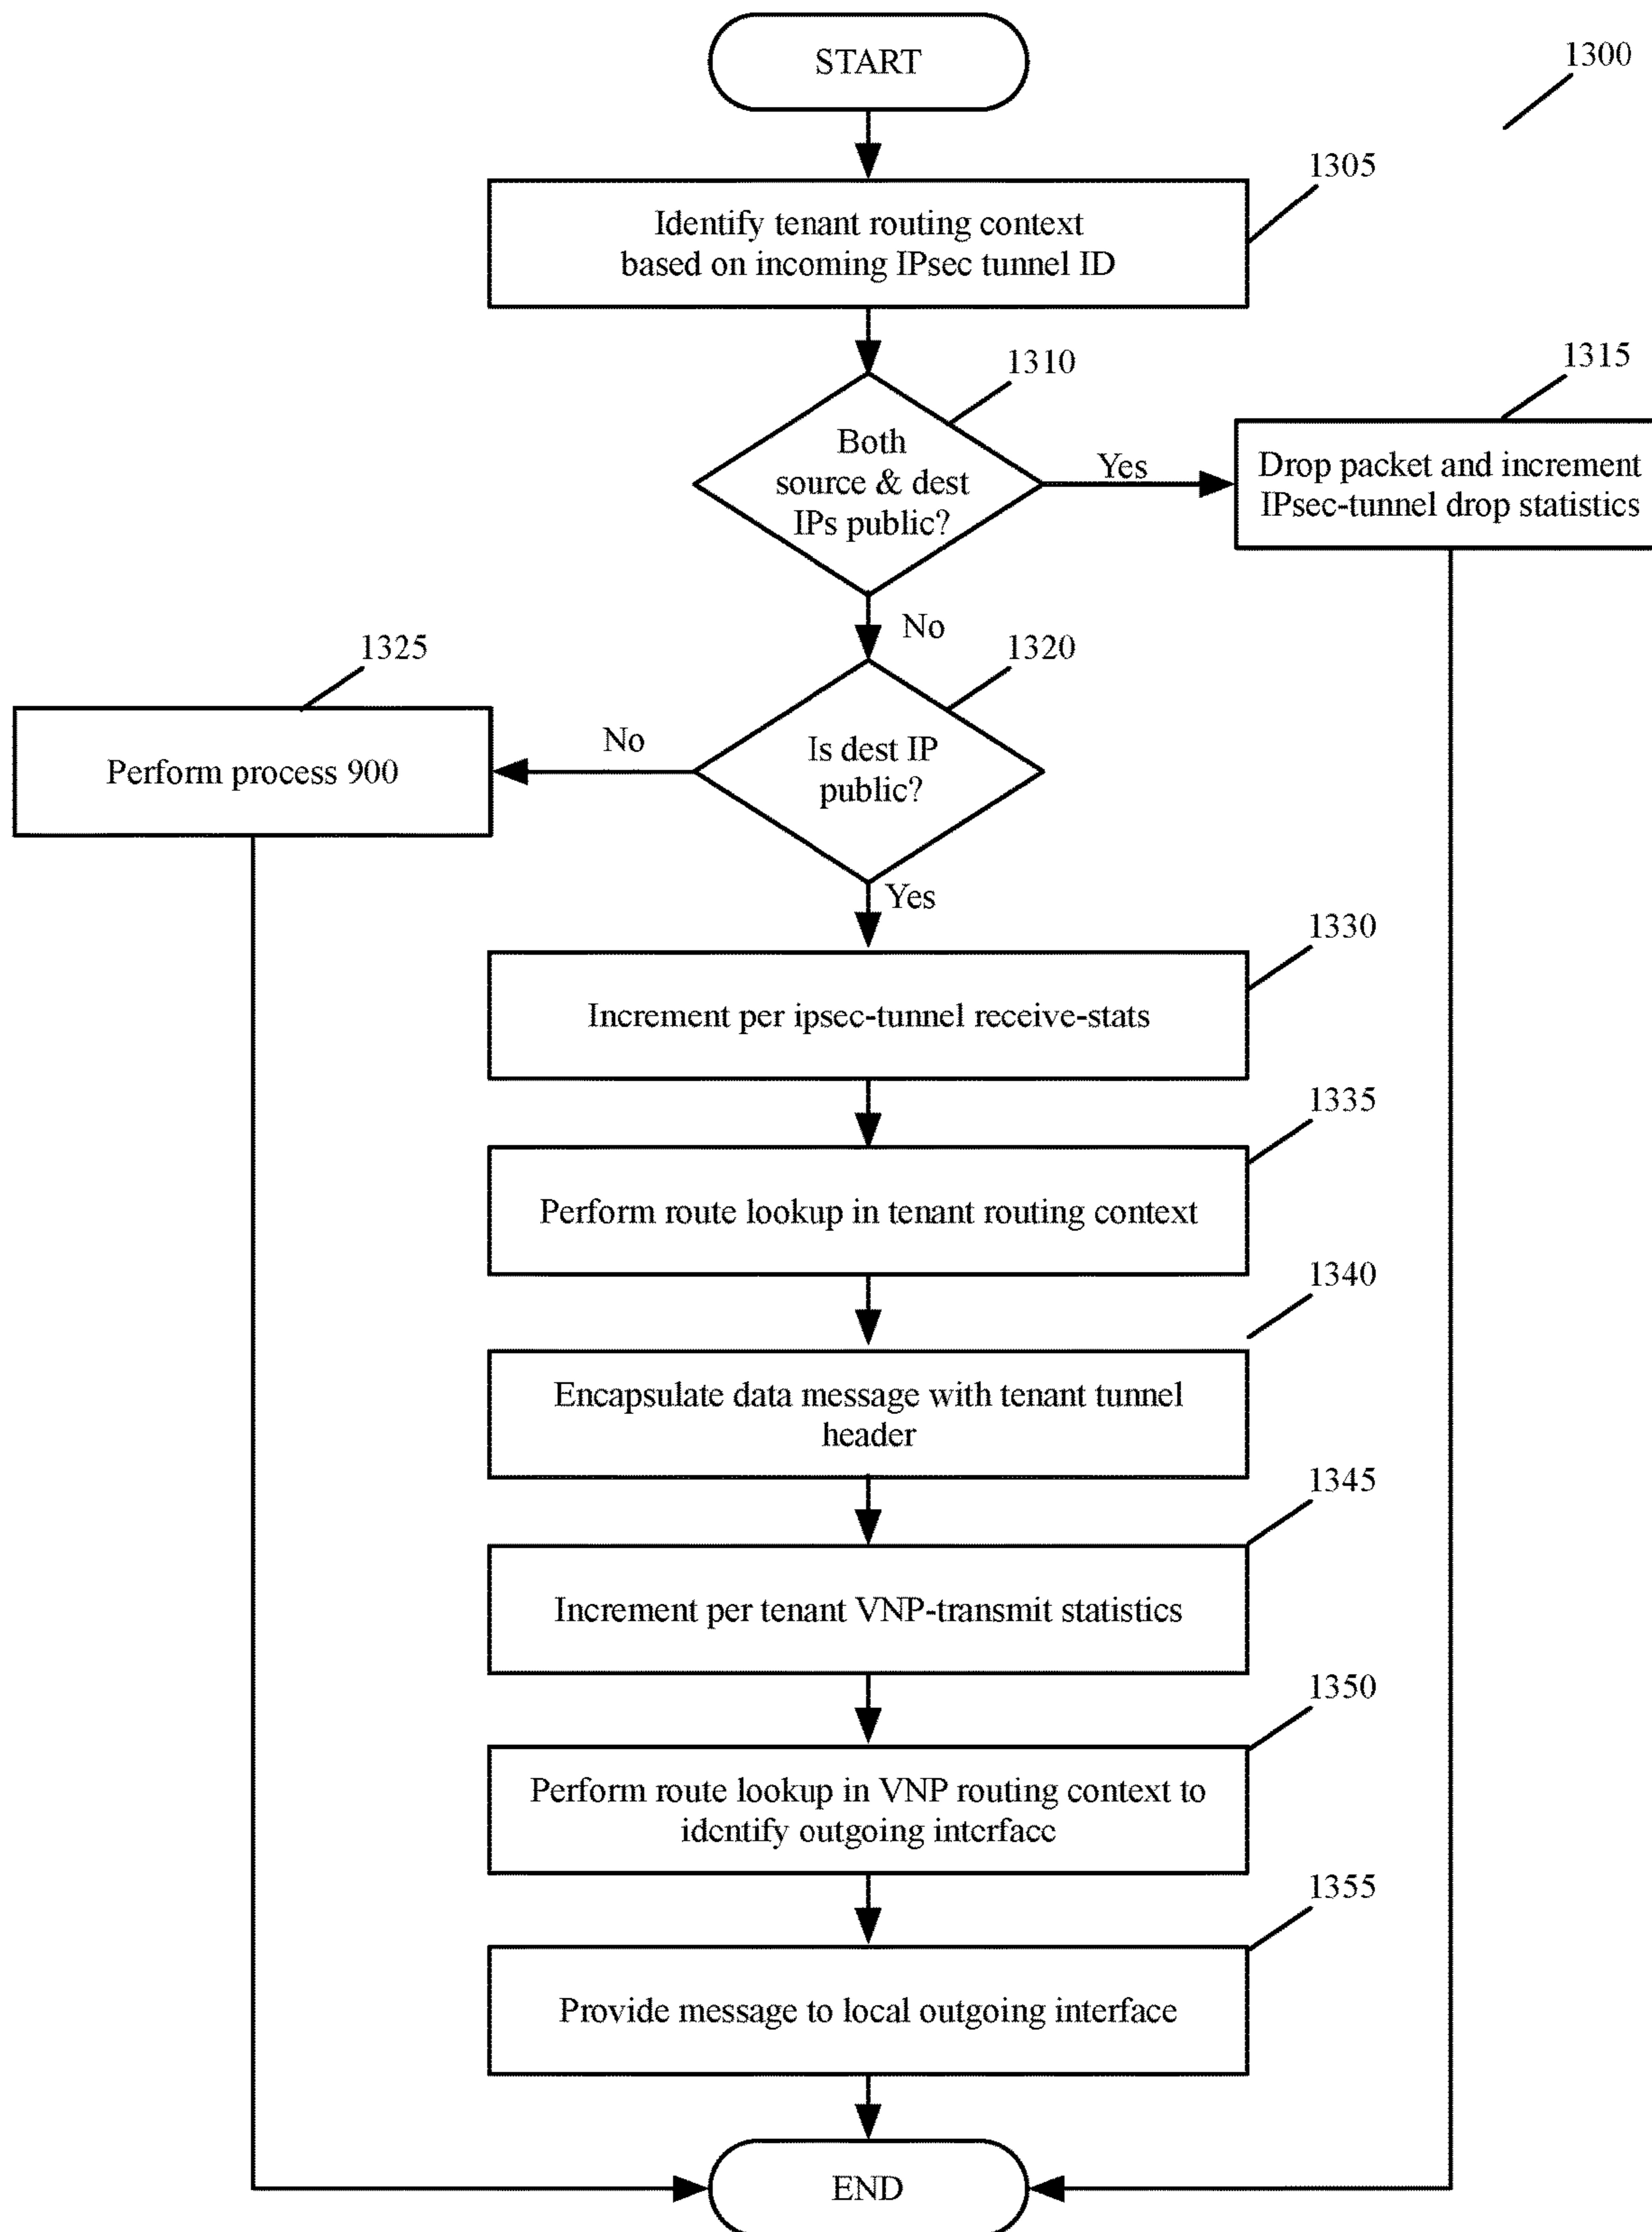 START
1300
1305
Identify tenant routing context
based on incoming IPsec tunnel ID
1310
1315
Both
source & dest
IPs public?
Yes
Drop packet and increment
IPsec-tunnel drop statistics
No
1325
1320
Perform process 900
No
Is dest IP
public?
Yes
1330
Increment per ipsec-tunnel receive-stats
1335
Perform route lookup in tenant routing context
1340
Encapsulate data message with tenant tunnel
header
1345
Increment per tenant VNP-transmit statistics
1350
Perform route lookup in VNP routing context to
identify outgoing interface
1355
Provide message to local outgoing interface
END